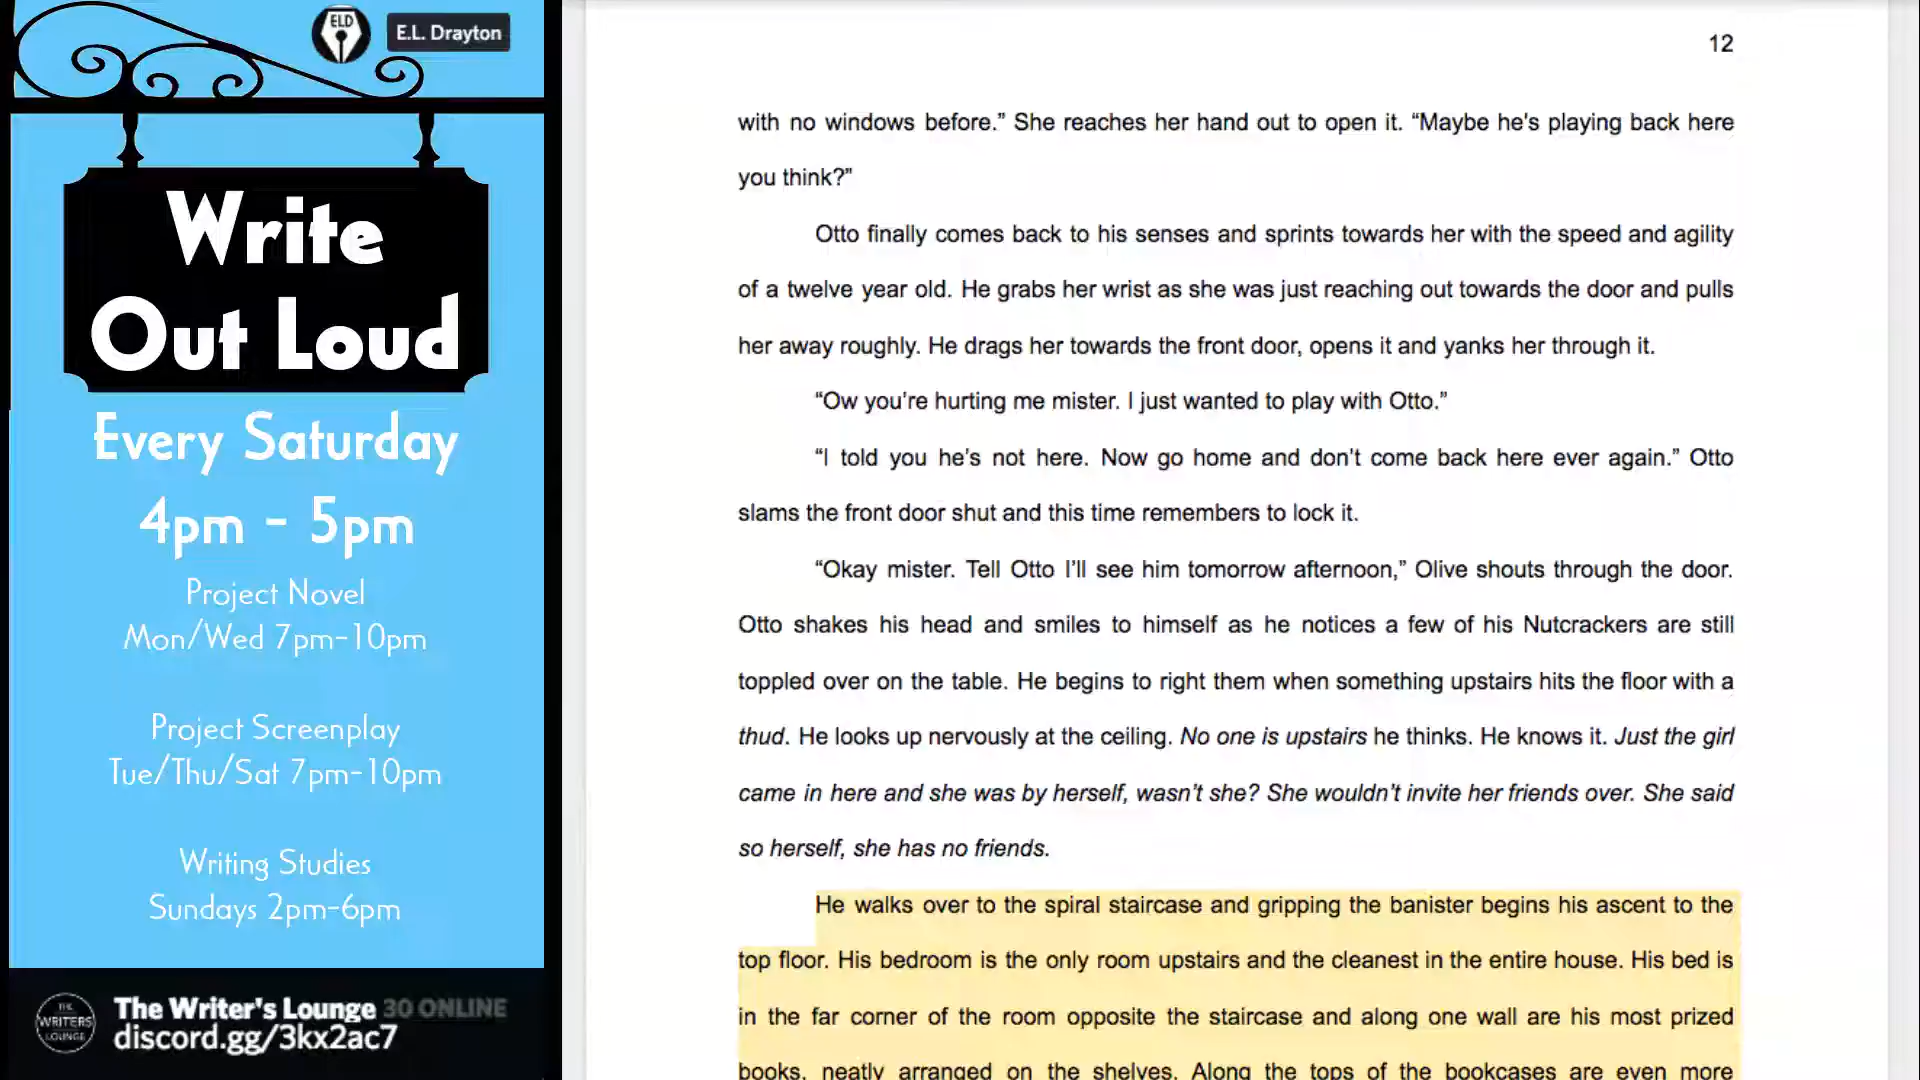 ELD
E.L. Drayton
Write
Out Loud
Every Saturday
4pm - 5pm
Project Novel
Mon/Wed 7pm-10pm
Project Screenplay
Tue/Thu/Sat 7pm-10pm
Writing Studies
Sundays 2pm-6pm
THE
WRITERS
LOUNGE
The Writer's Lounge 30 ONLINE
discord.gg/3kx2ac7
12
with no windows before.” She reaches her hand out to open it. “Maybe he's playing back here
you think?”
Otto finally comes back to his senses and sprints towards her with the speed and agility
of a twelve year old. He grabs her wrist as she was just reaching out towards the door and pulls
her away roughly. He drags her towards the front door, opens it and yanks her through it.
“Ow you’re hurting me mister. I just wanted to play with Otto.”
“I told you he’s not here. Now go home and don't come back here ever again.” Otto
slams the front door shut and this time remembers to lock it.
“Okay mister. Tell Otto I’ll see him tomorrow afternoon,” Olive shouts through the door.
Otto shakes his head and smiles to himself as he notices a few of his Nutcrackers are still
toppled over on the table. He begins to right them when something upstairs hits the floor with a
thud. He looks up nervously at the ceiling. No one is upstairs he thinks. He knows it. Just the girl
came in here and she was by herself, wasn’t she? She wouldn’t invite her friends over. She said
so herself, she has no friends.
He walks over to the spiral staircase and gripping the banister begins his ascent to the
top floor. His bedroom is the only room upstairs and the cleanest in the entire house. His bed is
in the far corner of the room opposite the staircase and along one wall are his most prized
books, neatly arranged on the shelves. Along the tops of the bookcases are even more